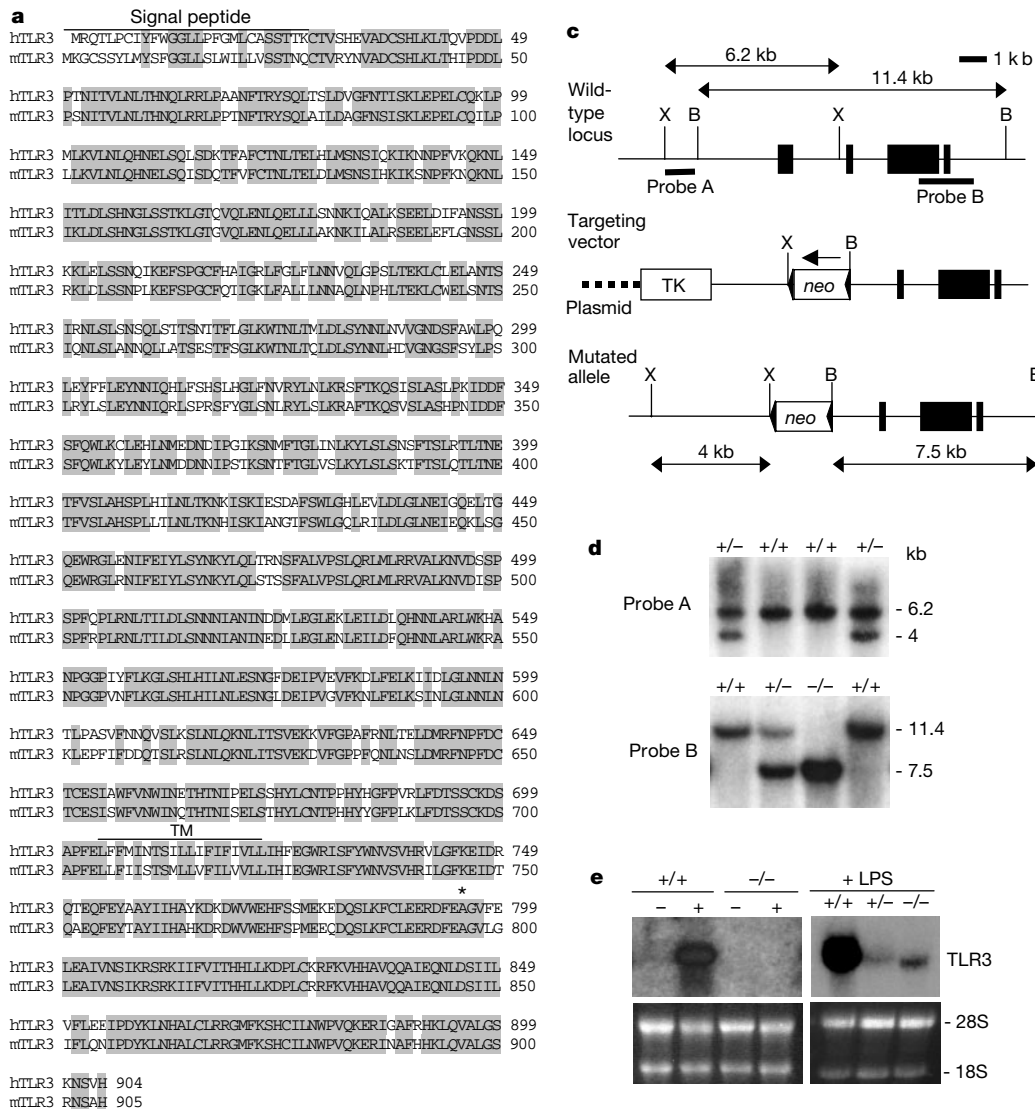 a
Signal peptide
hTLR3 MRQTLPCIYFWGGLLPFGMLCASSTTKCTVSHEVADCSHLKLTQVPDDL 49
mTLR3 MKGCSSYLMYSFGGLLSLWILLVSSTNQCTVRYNVADCSHLKLTHIPDDL 50
hTLR3 PTNITVLNLTHNQLRRLPAANFTRYSQLTSLDVGFNTISKLEPELCQKLP 99
mTLR3 PSNITVLNLTHNQLRRLPPTNFTRYSQLAILDAGFNSISKLEPELCQILP 100
hTLR3 MLKVLNLQHNELSQLSDKTFAFCTNLTELHLMSNSIQKIKNNPFVKQKNL 149
mTLR3 LLKVLNLQHNELSQISDQTFVFCTNLTELDLMSNSIHKIKSNPFKNQKNL 150
hTLR3 ITLDLSHNGLSSTKLGTQVQLENLQELLLSNNKIQALKSEELDIFANSSL 199
mTLR3 IKLDLSHNGLSSTKLGTGVQLENLQELLLAKNKILALRSEELEFLGNSSL 200
hTLR3 KKLELSSNQIKEFSPGCFHAIGRLFGLFLNNVQLGPSLTEKLCLELANTS 249
mTLR3 RKLDLSSNPLKEFSPGCFQTIGKLFALLLNNAQLNPHLTEKLCWELSNTS 250
hTLR3 IRNLSLSNSQLSTTSNTTFLGLKWTNLTMLDLSYNNLNVVGNDSFAWLPQ 299
mTLR3 IQNLSLANNQLLATSESTFSGLKWTNLTQLDLSYNNLHDVGNGSFSYLPS 300
hTLR3 LEYFFLEYNNIQHLFSHSLHGLFNVRYLNLKRSFTKQSISLASLPKIDDF 349
mTLR3 LRYLSLEYNNIQRLSPRSFYGLSNLRYLSLKRAFTKQSVSLASHPNIDDF 350
hTLR3 SFQWLKCLEHLNMEDNDIPGIKSNMFTGLINLKYLSLSNSFTSLRTLTNE 399
mTLR3 SFQWLKYLEYLNMDDNNIPSTKSNTFTGLVSLKYLSLSKTFTSLQTLTNE 400
hTLR3 TFVSLAHSPLHILNLTKNKISKIESDAFSWLGHLEVLDLGLNEIGQELTG 449
mTLR3 TFVSLAHSPLLTLNLTKNHISKIANGTFSWLGQLRILDLGLNEIEQKLSG 450
hTLR3 QEWRGLENIFEIYLSYNKYLQLTRNSFALVPSLQRLMLRRVALKNVDSSP 499
mTLR3 QEWRGLRNIFEIYLSYNKYLQLSTSSFALVPSLQRLMLRRVALKNVDISP 500
hTLR3 SPFQPLRNLTILDLSNNNIANINDDMLEGLEKLEILDLQHNNLARLWKHA 549
mTLR3 SPFRPLRNLTILDLSNNNIANINEDLLEGLENLEILDFQHNNLARLWKRA 550
hTLR3 NPGGPIYFLKGLSHLHILNLESNGFDEIPVEVFKDLFELKIIDLGLNNLN 599
mTLR3 NPGGPVNFLKGLSHLHILNLESNGLDEIPVGVFKNLFELKSINLGLNNLN 600
hTLR3 TLPASVFNNQVSLKSLNLQKNLITSVEKKVFGPAFRNLTELDMRFNPFDC 649
mTLR3 KLEPFIFDDQTSLRSLNLQKNLITSVEKDVFGPPFQNLNSLDMRFNPFDC 650
hTLR3 TCESIAWFVNWINETHTNIPELSSHYLCNTPPHYHGFPVRLFDTSSCKDS 699
mTLR3 TCESISWFVNWINQTHTNISELSTHYLCNTPHHYYGFPLKLFDTSSCKDS 700
TM
hTLR3 APFELFFMINTSILLIFIFIVLLIHFEGWRISFYWNVSVHRVLGFKEIDR 749
mTLR3 APFELLFIISTSMLLVFILVVLLIHIEGWRISFYWNVSVHRILGFKEIDT 750
*
hTLR3 QTEQFEYAAYIIHAYKDKDWVWEHFSSMEKEDQSLKFCLEERDFEAGVFE 799
mTLR3 QAEQFEYTAYIIHAHKDRDWVWEHFSPMEEQDQSLKFCLEERDFEAGVLG 800
hTLR3 LEAIVNSIKRSRKIIFVITHHLLKDPLCKRFKVHHAVQQAIEQNLDSIIL 849
mTLR3 LEAIVNSIKRSRKIIFVITHHLLKDPLCRRFKVHHAVQQAIEQNLDSIIL 850
hTLR3 VFLEEIPDYKLNHALCLRRGMFKSHCILNWPVQKERIGAFRHKLQVALGS 899
mTLR3 IFLQNIPDYKLNHALCLRRGMFKSHCILNWPVQKERINAFHHKLQVALGS 900
hTLR3 KNSVH 904
mTLR3 RNSAH 905
c
6.2 kb
1 kb
11.4 kb
Wild-type locus
X B X B
Probe A
Probe B
Targeting vector
X B
TK
neo
Plasmid
Mutated allele
X X B B
neo
4 kb
7.5 kb
d
+/– +/+ +/+ +/– kb
Probe A
- 6.2
- 4
+/+ +/– –/– +/+
Probe B
- 11.4
- 7.5
e
+/+ –/– + LPS
– + – + +/+ +/– –/–
TLR3
- 28S
- 18S